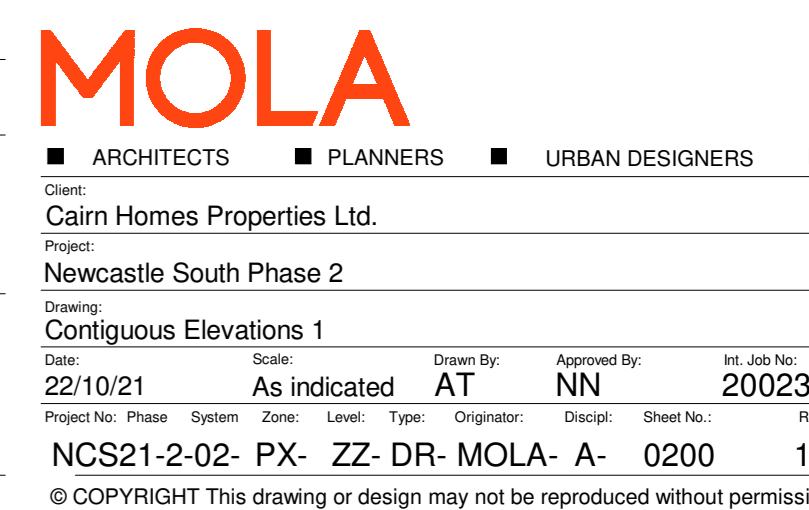 MOLA
ARCHITECTS PLANNERS URBAN DESIGNERS
Client:
Cairn Homes Properties Ltd.
Project:
Newcastle South Phase 2
Drawing:
Contiguous Elevations 1
Date: Scale: Drawn By: Approved By: Int. Job No:
22/10/21 As indicated AT NN 20023
Project No: Phase System Zone: Level: Type: Originator: Discipl: Sheet No.:
NCS21-2-02- PX- ZZ- DR- MOLA- A- 0200 1
© COPYRIGHT This drawing or design may not be reproduced without